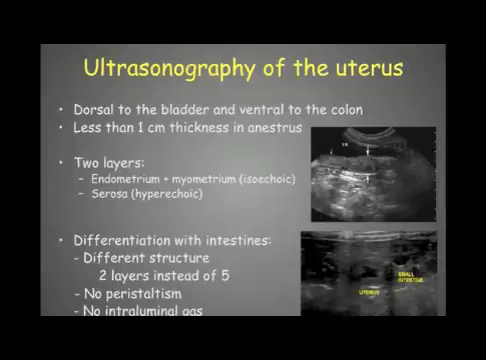 Ultrasonography of the uterus
• Dorsal to the bladder and ventral to the colon
• Less than 1 cm thickness in anestrus
• Two layers:
– Endometrium + myometrium (isoechoic)
– Serosa (hyperechoic)
• Differentiation with intestines:
- Different structure
2 layers instead of 5
- No peristaltism
- No intraluminal gas
SMALL
INTESTINE
UTERUS